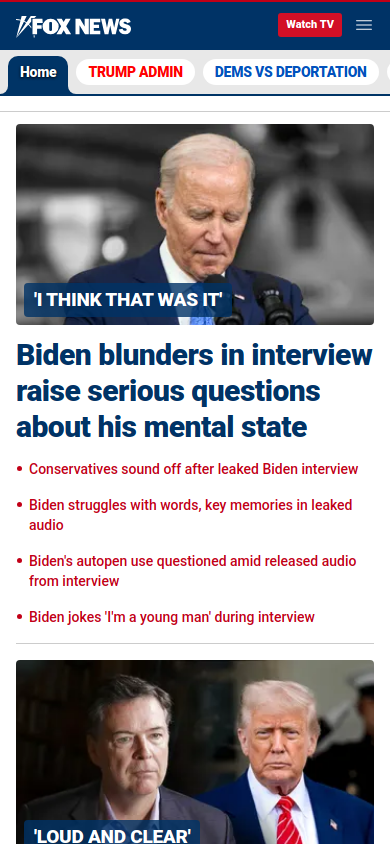 FOX NEWS
Watch TV
Home
TRUMP ADMIN
DEMS VS DEPORTATION
'I THINK THAT WAS IT'
Biden blunders in interview
raise serious questions
about his mental state
• Conservatives sound off after leaked Biden interview
• Biden struggles with words, key memories in leaked
audio
• Biden's autopen use questioned amid released audio
from interview
• Biden jokes 'I'm a young man' during interview
'LOUD AND CLEAR'